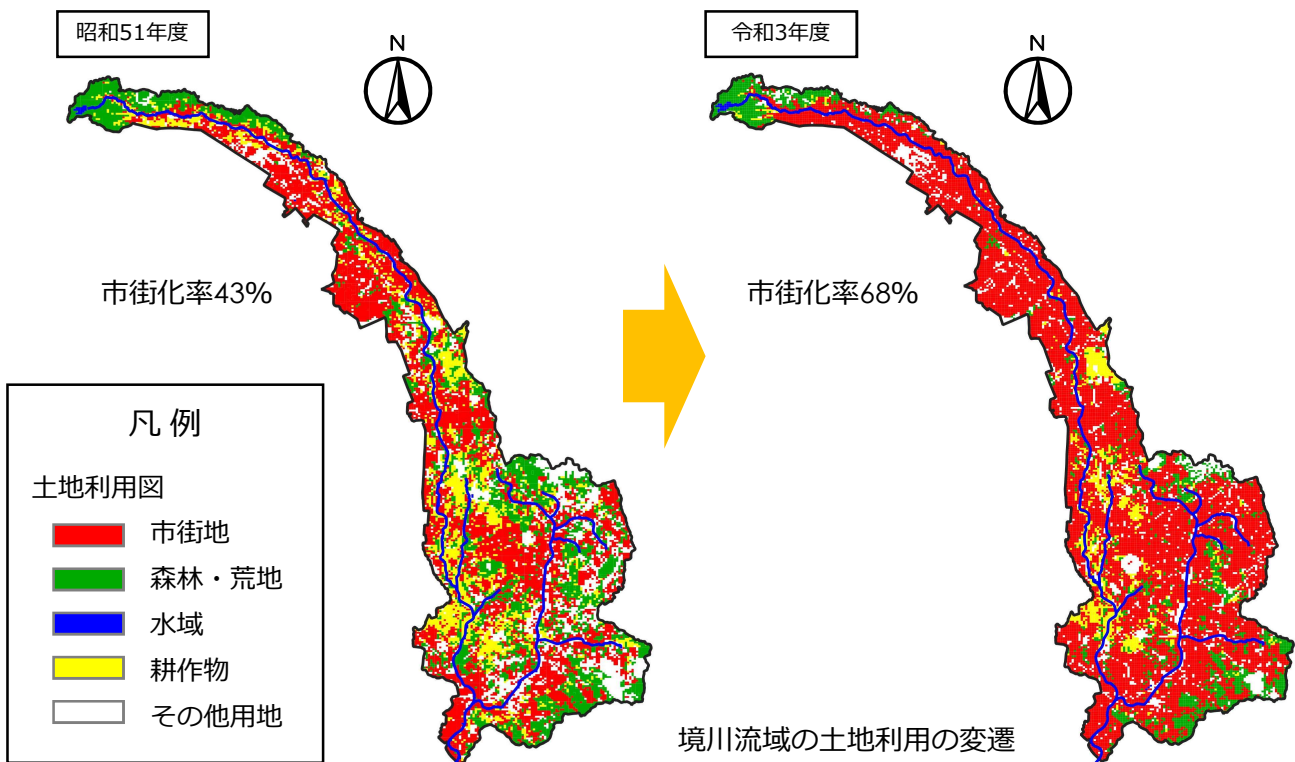 昭和51年度
N
令和3年度
N
市街化率43%
市街化率68%
凡 例
土地利用図
市街地
森林・荒地
水域
耕作物
その他用地
境川流域の土地利用の変遷